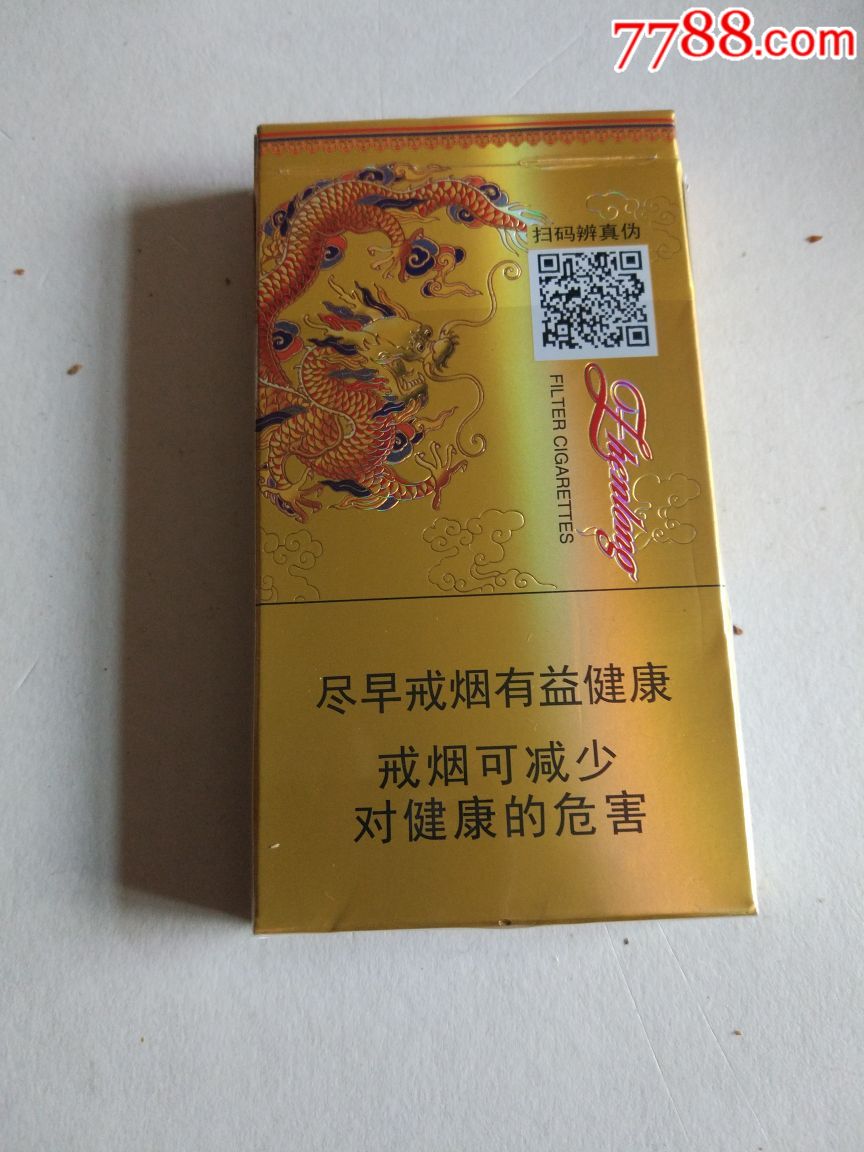 7788.com
扫码辨真伪
Zhenlong
FILTER CIGARETTES
尽早戒烟有益健康
戒烟可减少
对健康的危害